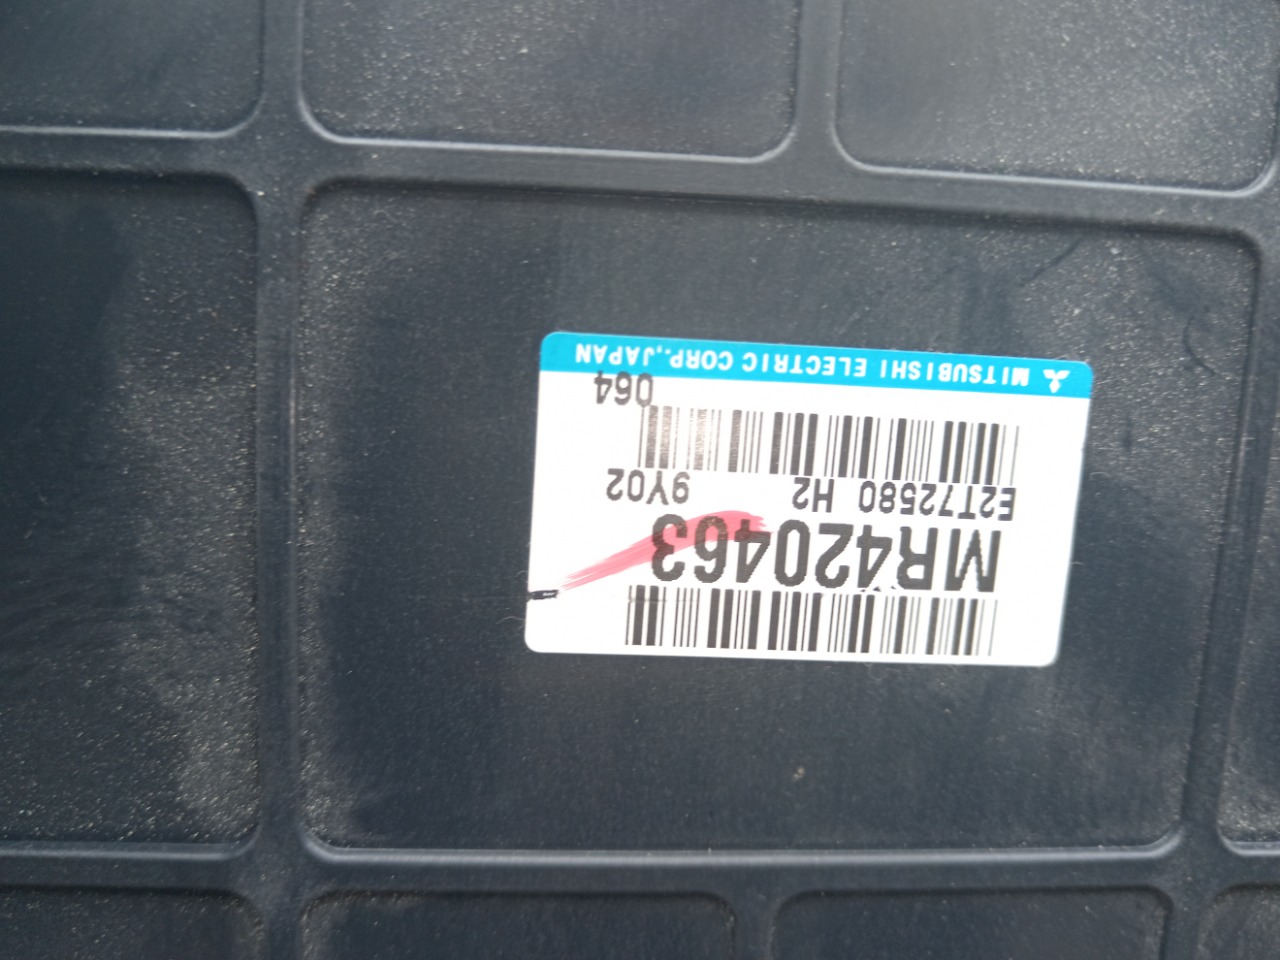 MR420463
E2T72580 H2 9Y02
064
MITSUBISHI ELECTRIC CORP.,JAPAN